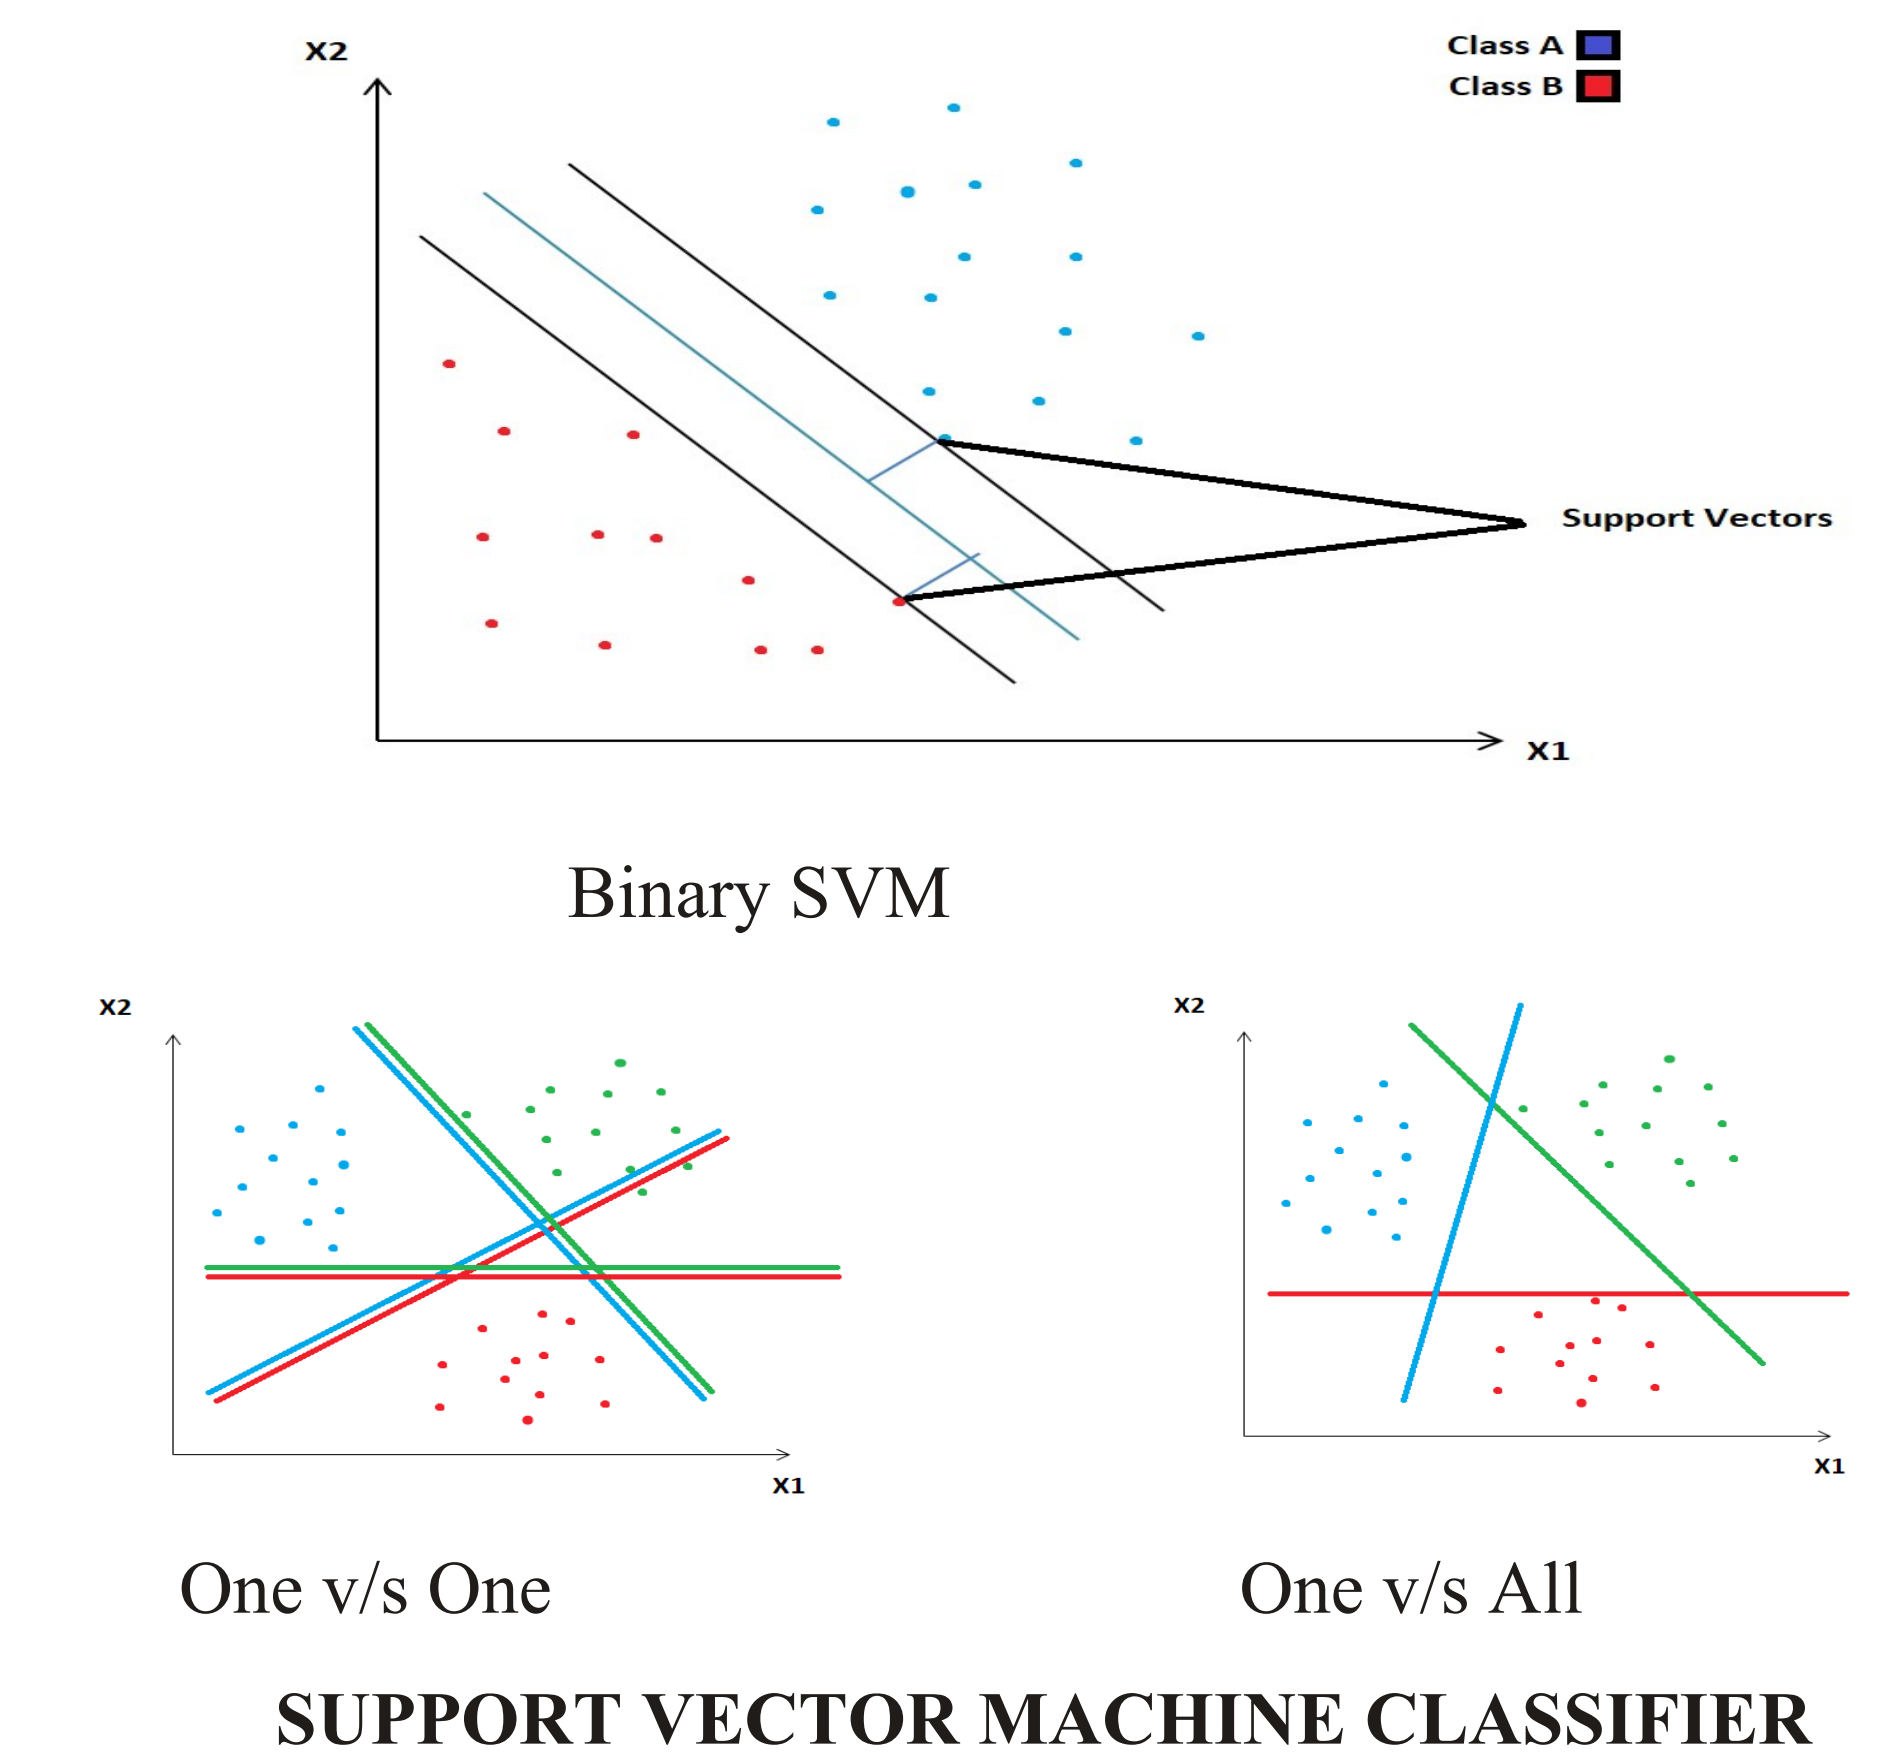 X2
Class A
Class B
Support Vectors
X1
Binary SVM
X2
X1
One v/s One
X2
X1
One v/s All
SUPPORT VECTOR MACHINE CLASSIFIER